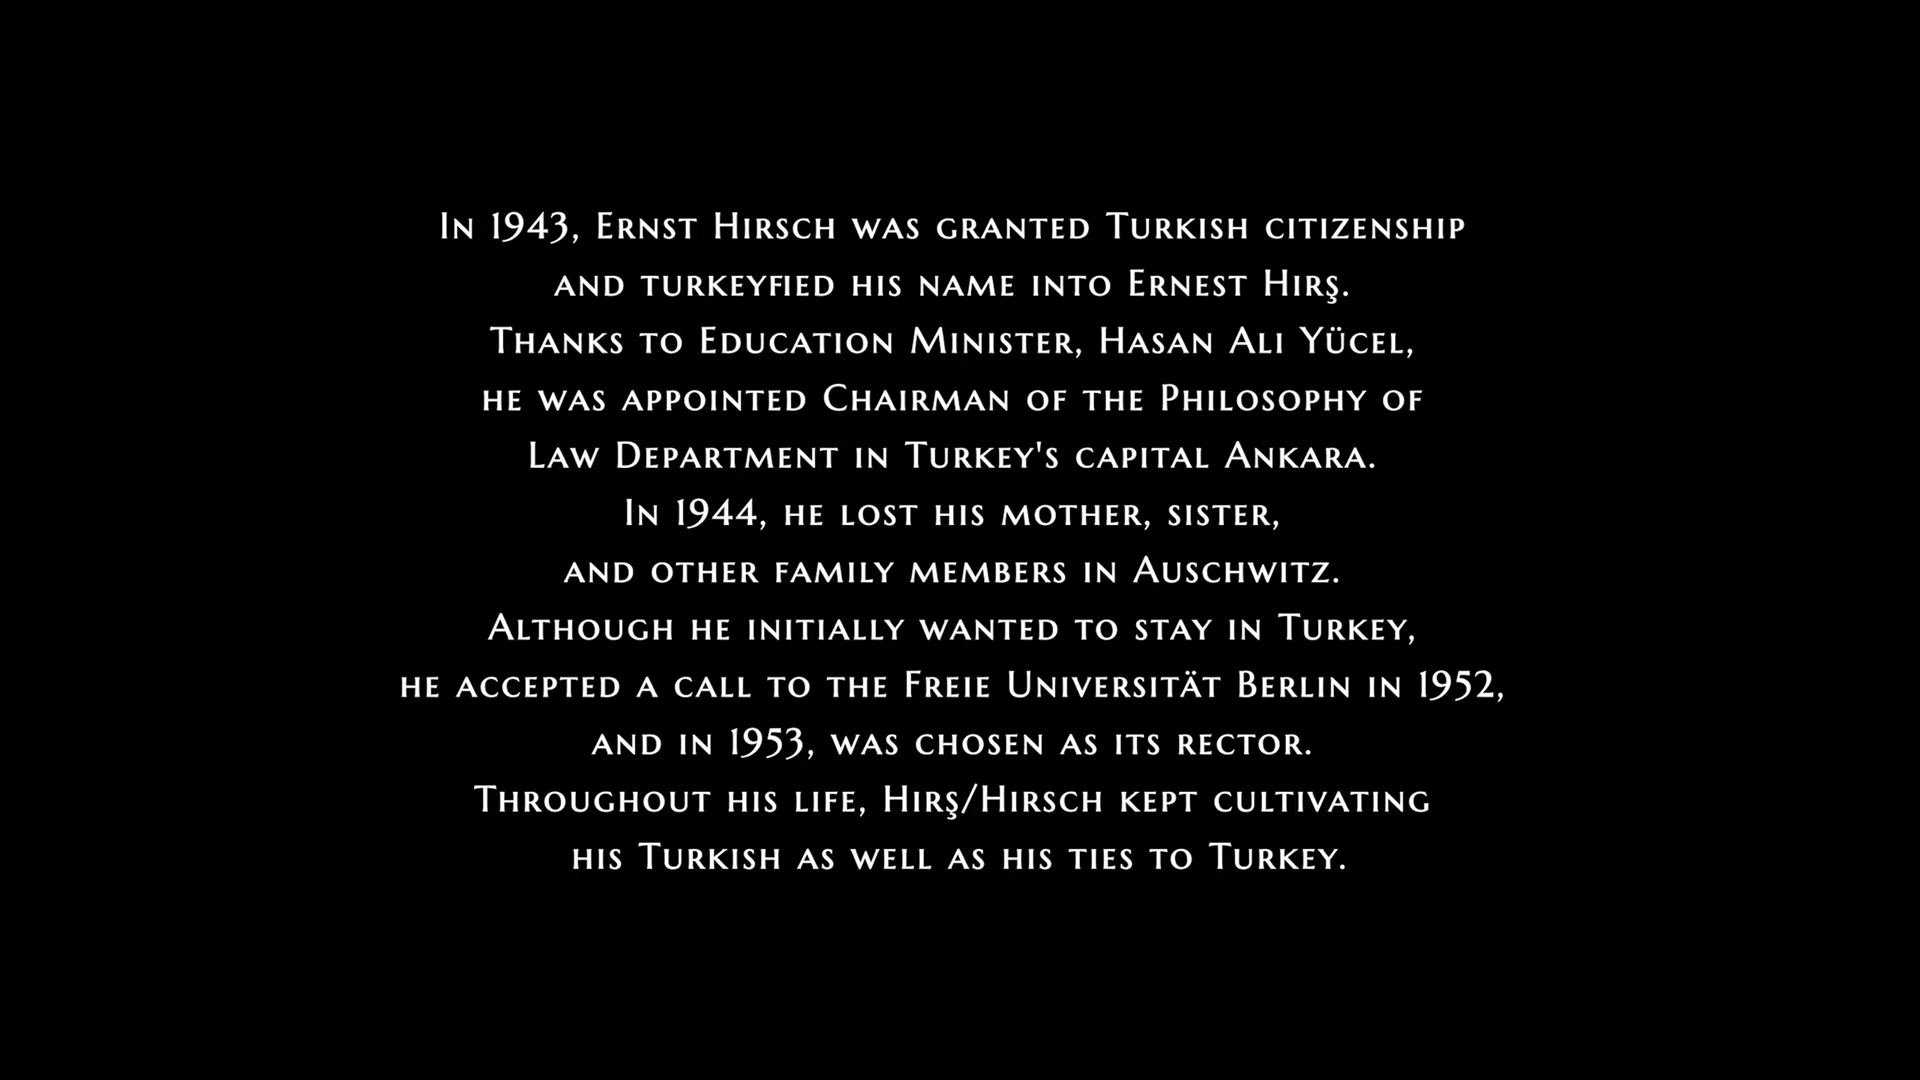 In 1943, Ernst Hirsch was granted Turkish citizenship
and turkeyfied his name into Ernest Hirş.
Thanks to Education Minister, Hasan Ali Yücel,
he was appointed Chairman of the Philosophy of
Law Department in Turkey's capital Ankara.
In 1944, he lost his mother, sister,
and other family members in Auschwitz.
Although he initially wanted to stay in Turkey,
he accepted a call to the Freie Universität Berlin in 1952,
and in 1953, was chosen as its rector.
Throughout his life, Hirş/Hirsch kept cultivating
his Turkish as well as his ties to Turkey.